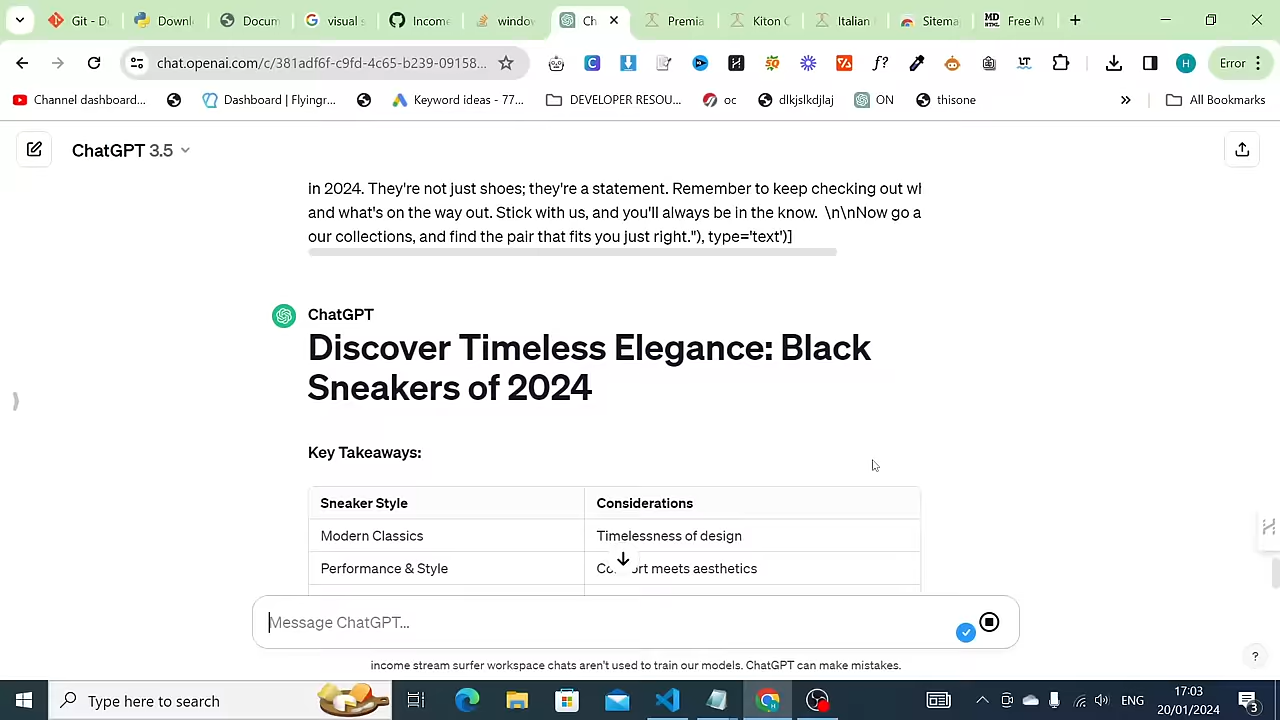 Git - D
Downl
Docum
visual s
Income
window
Ch
Premia
Kiton C
Italian
Sitema
MD HTML Free M
chat.openai.com/c/381adf6f-c9fd-4c65-b239-09158...
f?
LT
H
Error
Channel dashboard...
Dashboard | Flyingr...
Keyword ideas - 77...
DEVELOPER RESOU...
oc
dlkjslkdjlaj
ON
thisone
All Bookmarks
ChatGPT 3.5
in 2024. They're not just shoes; they're a statement. Remember to keep checking out wh
and what's on the way out. Stick with us, and you'll always be in the know. \n\nNow go a
our collections, and find the pair that fits you just right."), type='text')]
ChatGPT
Discover Timeless Elegance: Black
Sneakers of 2024
Key Takeaways:
Sneaker Style Considerations
Modern Classics Timelessness of design
Performance & Style meets aesthetics
Message ChatGPT...
income stream surfer workspace chats aren't used to train our models. ChatGPT can make mistakes.
?
Type here to search
ENG
17:03
20/01/2024
3